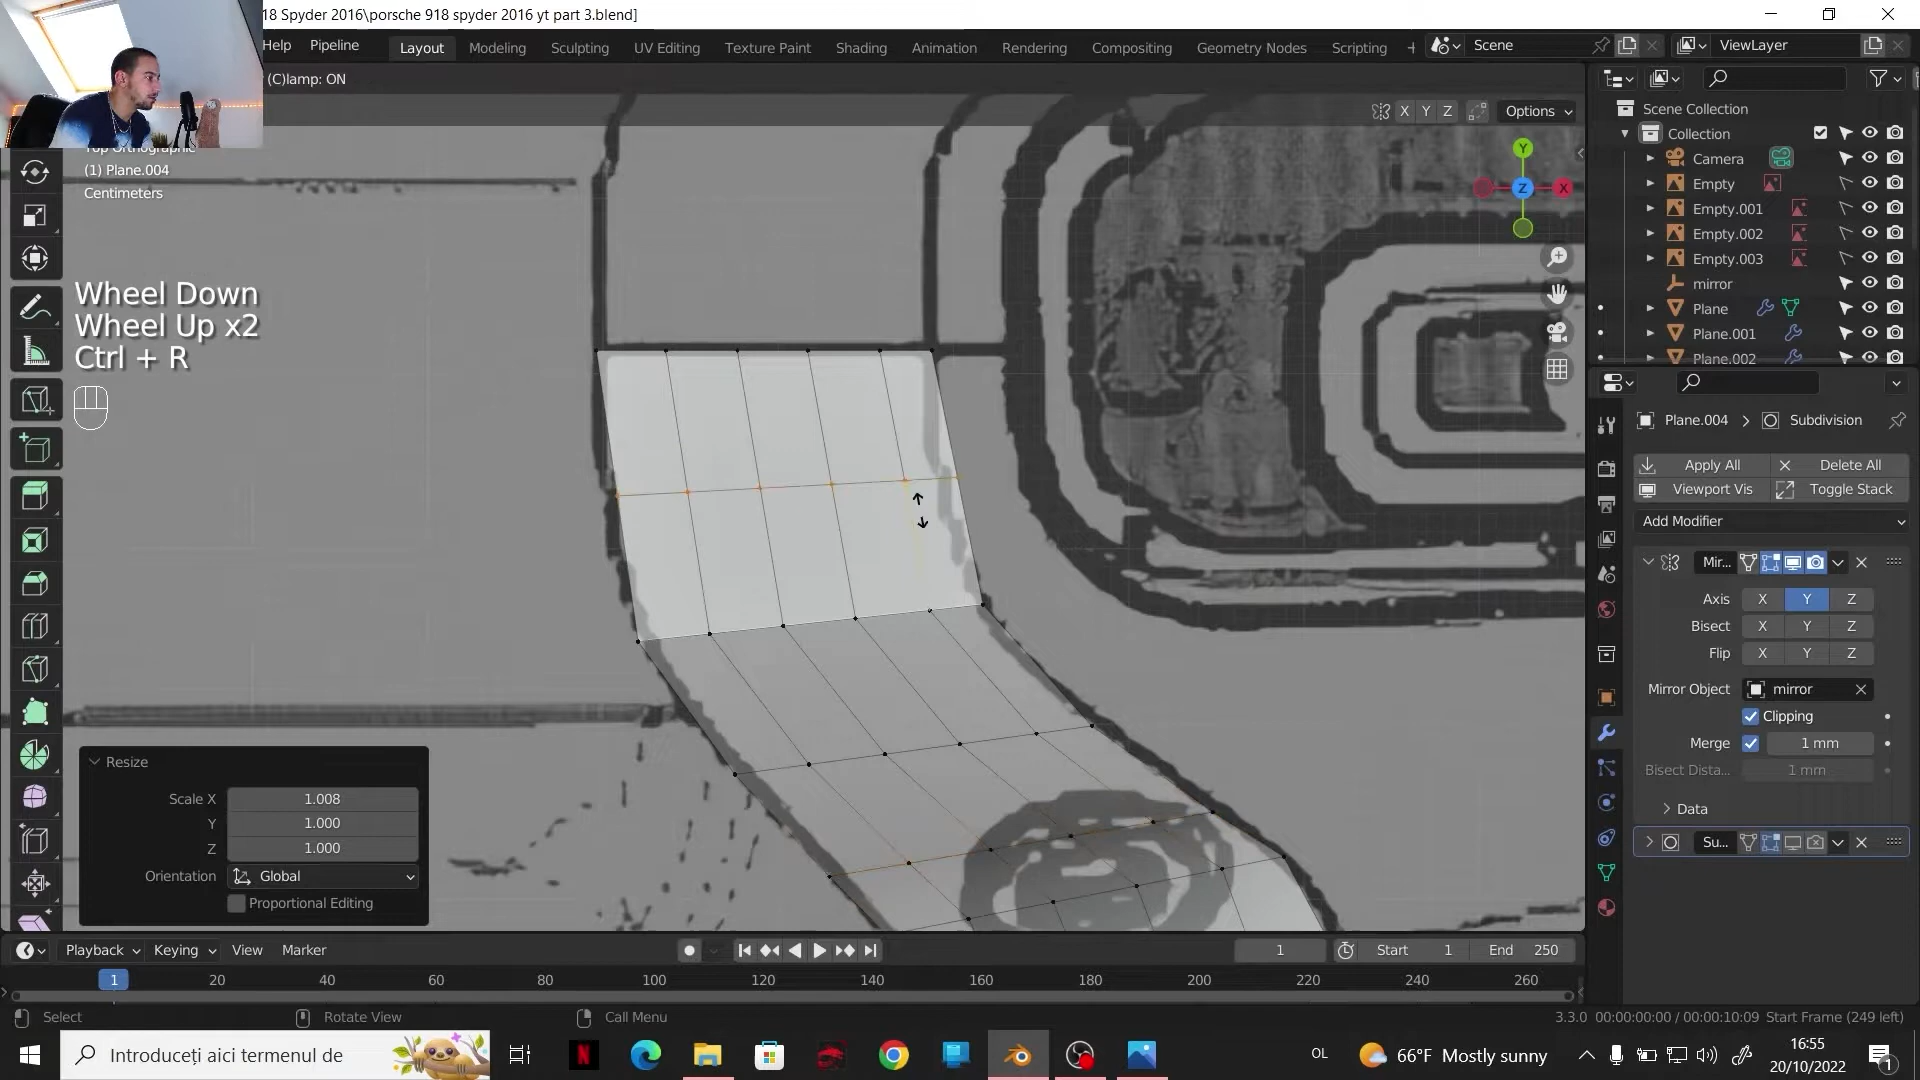 18 Spyder 2016\porsche 918 spyder 2016 yt part 3.blend]
Help Pipeline Layout Modeling Sculpting UV Editing Texture Paint Shading Animation Rendering Compositing Geometry Nodes Scripting + Scene ViewLayer
(C)lamp: ON
X Y Z Options
Top Orthographic
(1) Plane.004
Centimeters
Wheel Down
Wheel Up x2
Ctrl + R
Y
Z X
Scene Collection
Collection
Camera
Empty
Empty.001
Empty.002
Empty.003
mirror
Plane
Plane.001
Plane.002
Plane.004 > Subdivision
Apply All Delete All
Viewport Vis Toggle Stack
Add Modifier
Mir...
Axis X Y Z
Bisect X Y Z
Flip X Y Z
Mirror Object mirror
Clipping
Merge 1 mm
Bisect Dista... 1 mm
Data
Su...
Resize
Scale X 1.008
Y 1.000
Z 1.000
Orientation Global
Proportional Editing
Playback Keying View Marker 1 Start 1 End 250
1 20 40 60 80 100 120 140 160 180 200 220 240 260
Select Rotate View Call Menu 3.3.0 00:00:00:00 / 00:00:10:09 Start Frame (249 left)
Introduceți aici termenul de OL 66°F Mostly sunny 16:55
20/10/2022
1